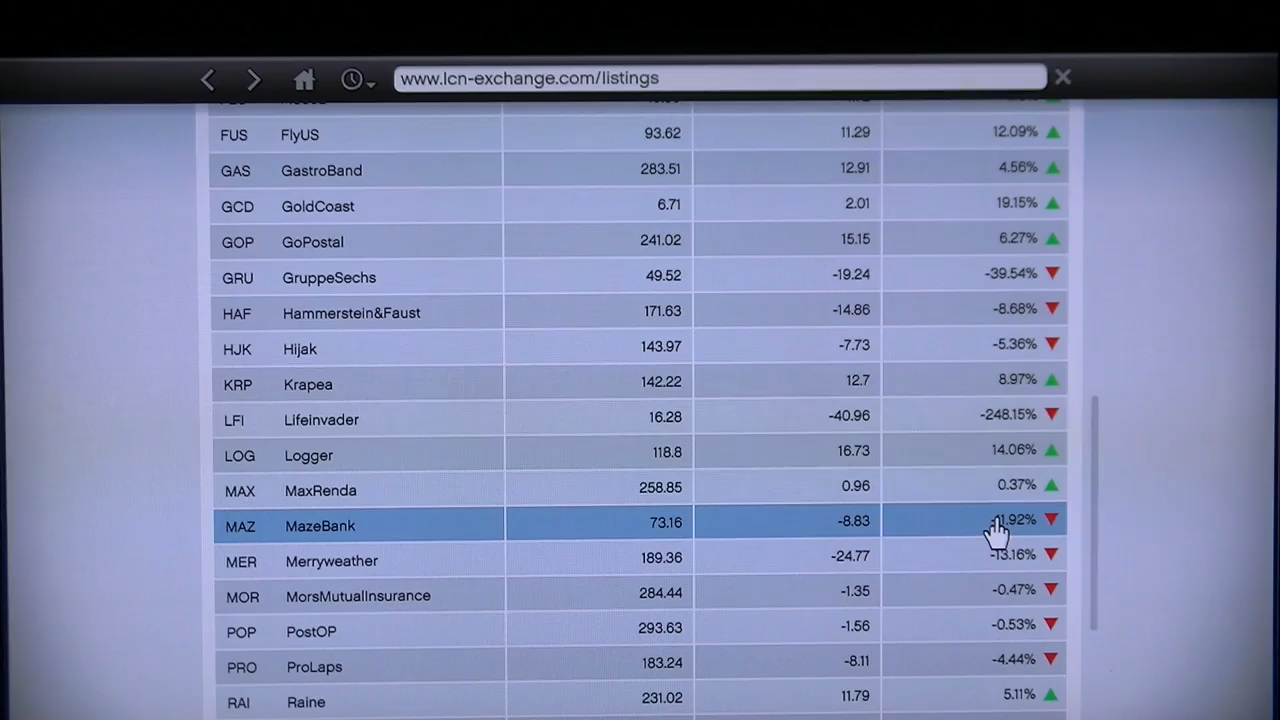 www.lcn-exchange.com/listings
FUS FlyUS 93.62 11.29 12.09%
GAS GastroBand 283.51 12.91 4.56%
GCD GoldCoast 6.71 2.01 19.15%
GOP GoPostal 241.02 15.15 6.27%
GRU GruppeSechs 49.52 -19.24 -39.54%
HAF Hammerstein&Faust 171.63 -14.86 -8.68%
HJK Hijak 143.97 -7.73 -5.36%
KRP Krapea 142.22 12.7 8.97%
LFI Lifeinvader 16.28 -40.96 -248.15%
LOG Logger 118.8 16.73 14.06%
MAX MaxRenda 258.85 0.96 0.37%
MAZ MazeBank 73.16 -8.83
MER Merryweather 189.36 -24.77 -13.16%
MOR MorsMutualInsurance 284.44 -1.35 -0.47%
POP PostOP 293.63 -1.56 -0.53%
PRO ProLaps 183.24 -8.11 -4.44%
RAI Raine 231.02 11.79 5.11%